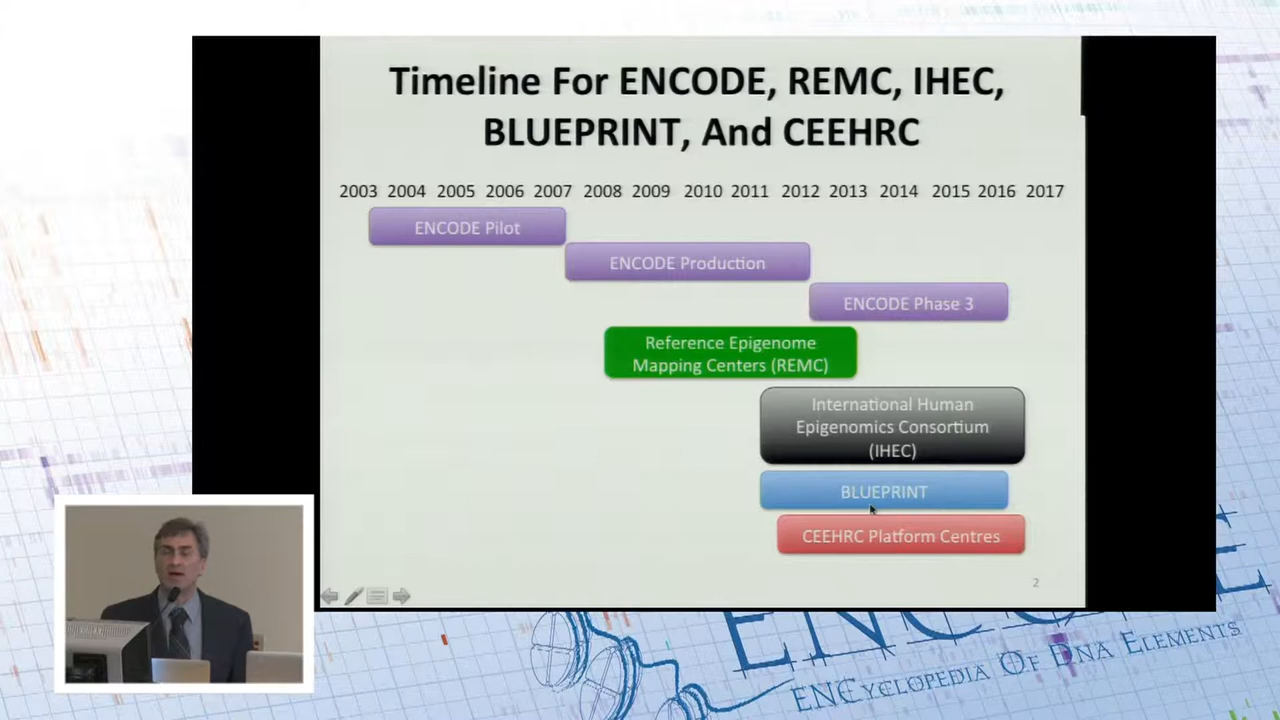 Timeline For ENCODE, REMC, IHEC,
BLUEPRINT, And CEEHRC
2003 2004 2005 2006 2007 2008 2009 2010 2011 2012 2013 2014 2015 2016 2017
ENCODE Pilot
ENCODE Production
ENCODE Phase 3
Reference Epigenome
Mapping Centers (REMC)
International Human
Epigenomics Consortium
(IHEC)
BLUEPRINT
CEEHRC Platform Centres
2
ENCODE
ENCYCLOPEDIA OF DNA ELEMENTS